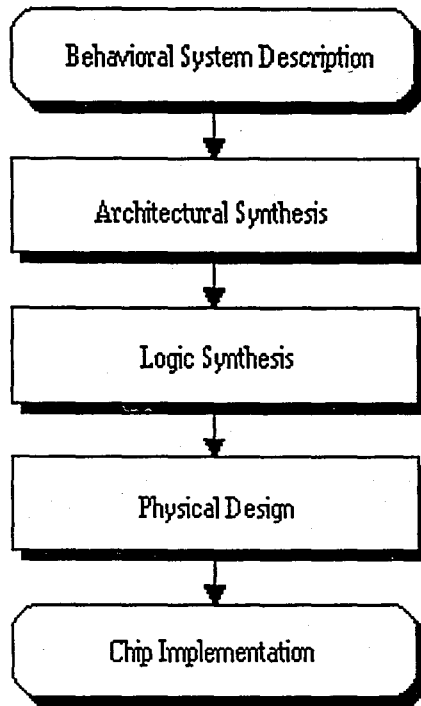 Behavioral System Description
Architectural Synthesis
Logic Synthesis
Physical Design
Chip Implementation